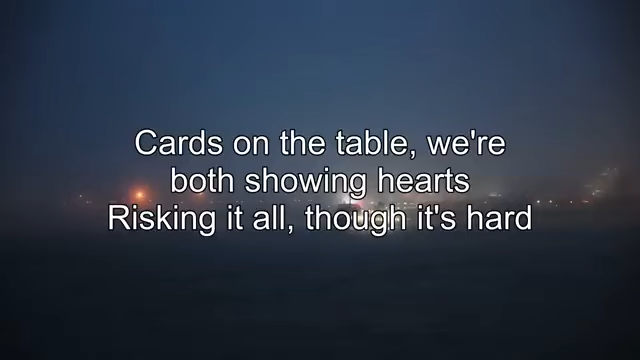 Cards on the table, we're
both showing hearts
Risking it all, though it's hard